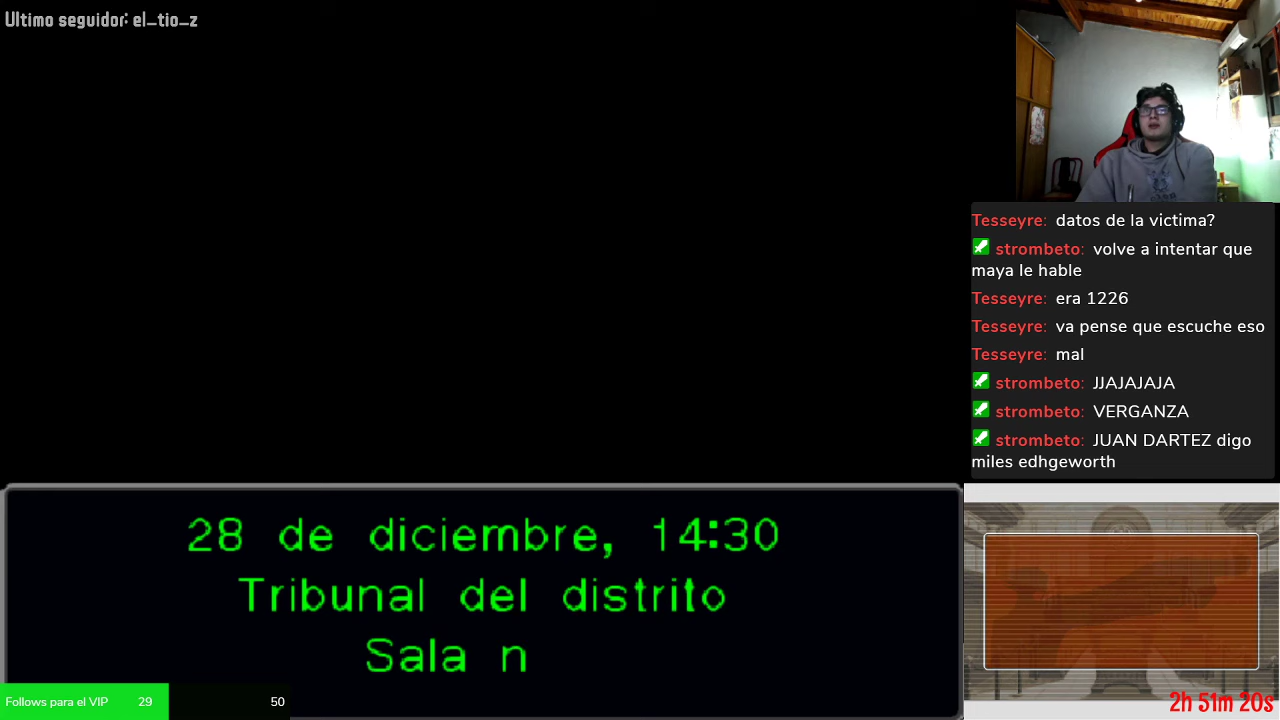 Ultimo seguidor: el_tio_z
Tesseyre: datos de la victima?
strombeto: volve a intentar que
maya le hable
Tesseyre: era 1226
Tesseyre: va pense que escuche eso
Tesseyre: mal
strombeto: JJAJAJAJA
strombeto: VERGANZA
strombeto: JUAN DARTEZ digo
miles edhgeworth
28 de diciembre, 14:30
Tribunal del distrito
Sala n
Follows para el VIP 29 50
2h 51m 20s